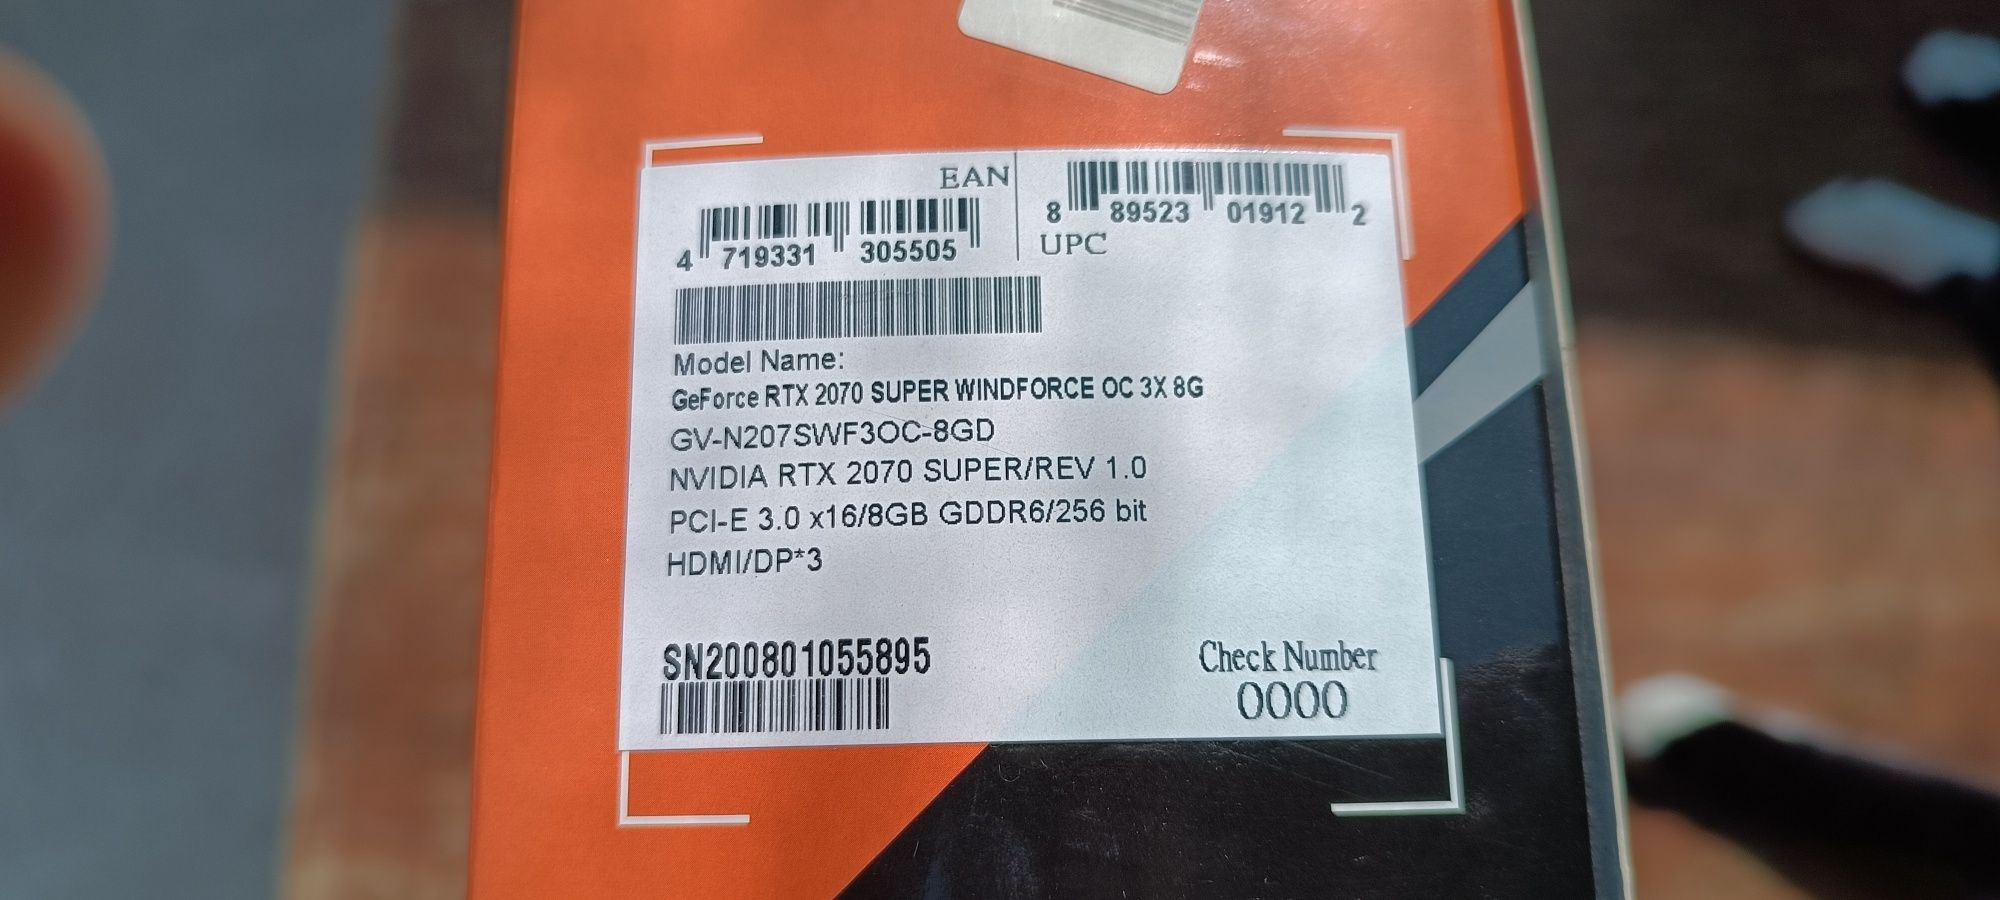 EAN
4 719331 305505
8 89523 01912 2
UPC
Model Name:
GeForce RTX 2070 SUPER WINDFORCE OC 3X 8G
GV-N207SWF3OC-8GD
NVIDIA RTX 2070 SUPER/REV 1.0
PCI-E 3.0 x16/8GB GDDR6/256 bit
HDMI/DP*3
SN200801055895
Check Number
0000